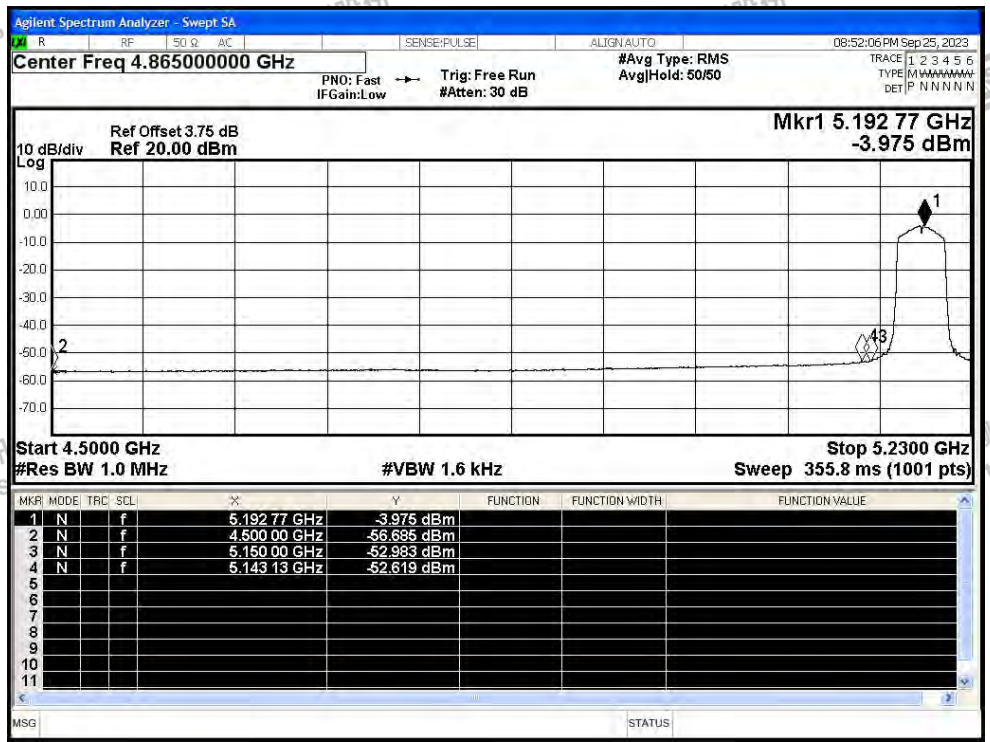 Agilent Spectrum Analyzer - Swept SA
LXI R RF 50 Ω AC SENSE:PULSE ALIGN AUTO 08:52:06 PM Sep 25, 2023
Center Freq 4.865000000 GHz
PNO: Fast Trig: Free Run #Avg Type: RMS TRACE 1 2 3 4 5 6
IFGain:Low #Atten: 30 dB Avg|Hold: 50/50 TYPE M WWWWW
DET P N N N N N
Mkr1 5.192 77 GHz
-3.975 dBm
Ref Offset 3.75 dB
10 dB/div Ref 20.00 dBm
Log
10.0
0.00
-10.0
-20.0
-30.0
-40.0
-50.0
-60.0
-70.0
1
2
4 3
Start 4.5000 GHz Stop 5.2300 GHz
#Res BW 1.0 MHz #VBW 1.6 kHz Sweep 355.8 ms (1001 pts)
MKR MODE TRC SCL X Y FUNCTION FUNCTION WIDTH FUNCTION VALUE
1 N f 5.192 77 GHz -3.975 dBm
2 N f 4.500 00 GHz -56.685 dBm
3 N f 5.150 00 GHz -52.983 dBm
4 N f 5.143 13 GHz -52.619 dBm
5
6
7
8
9
10
11
MSG STATUS